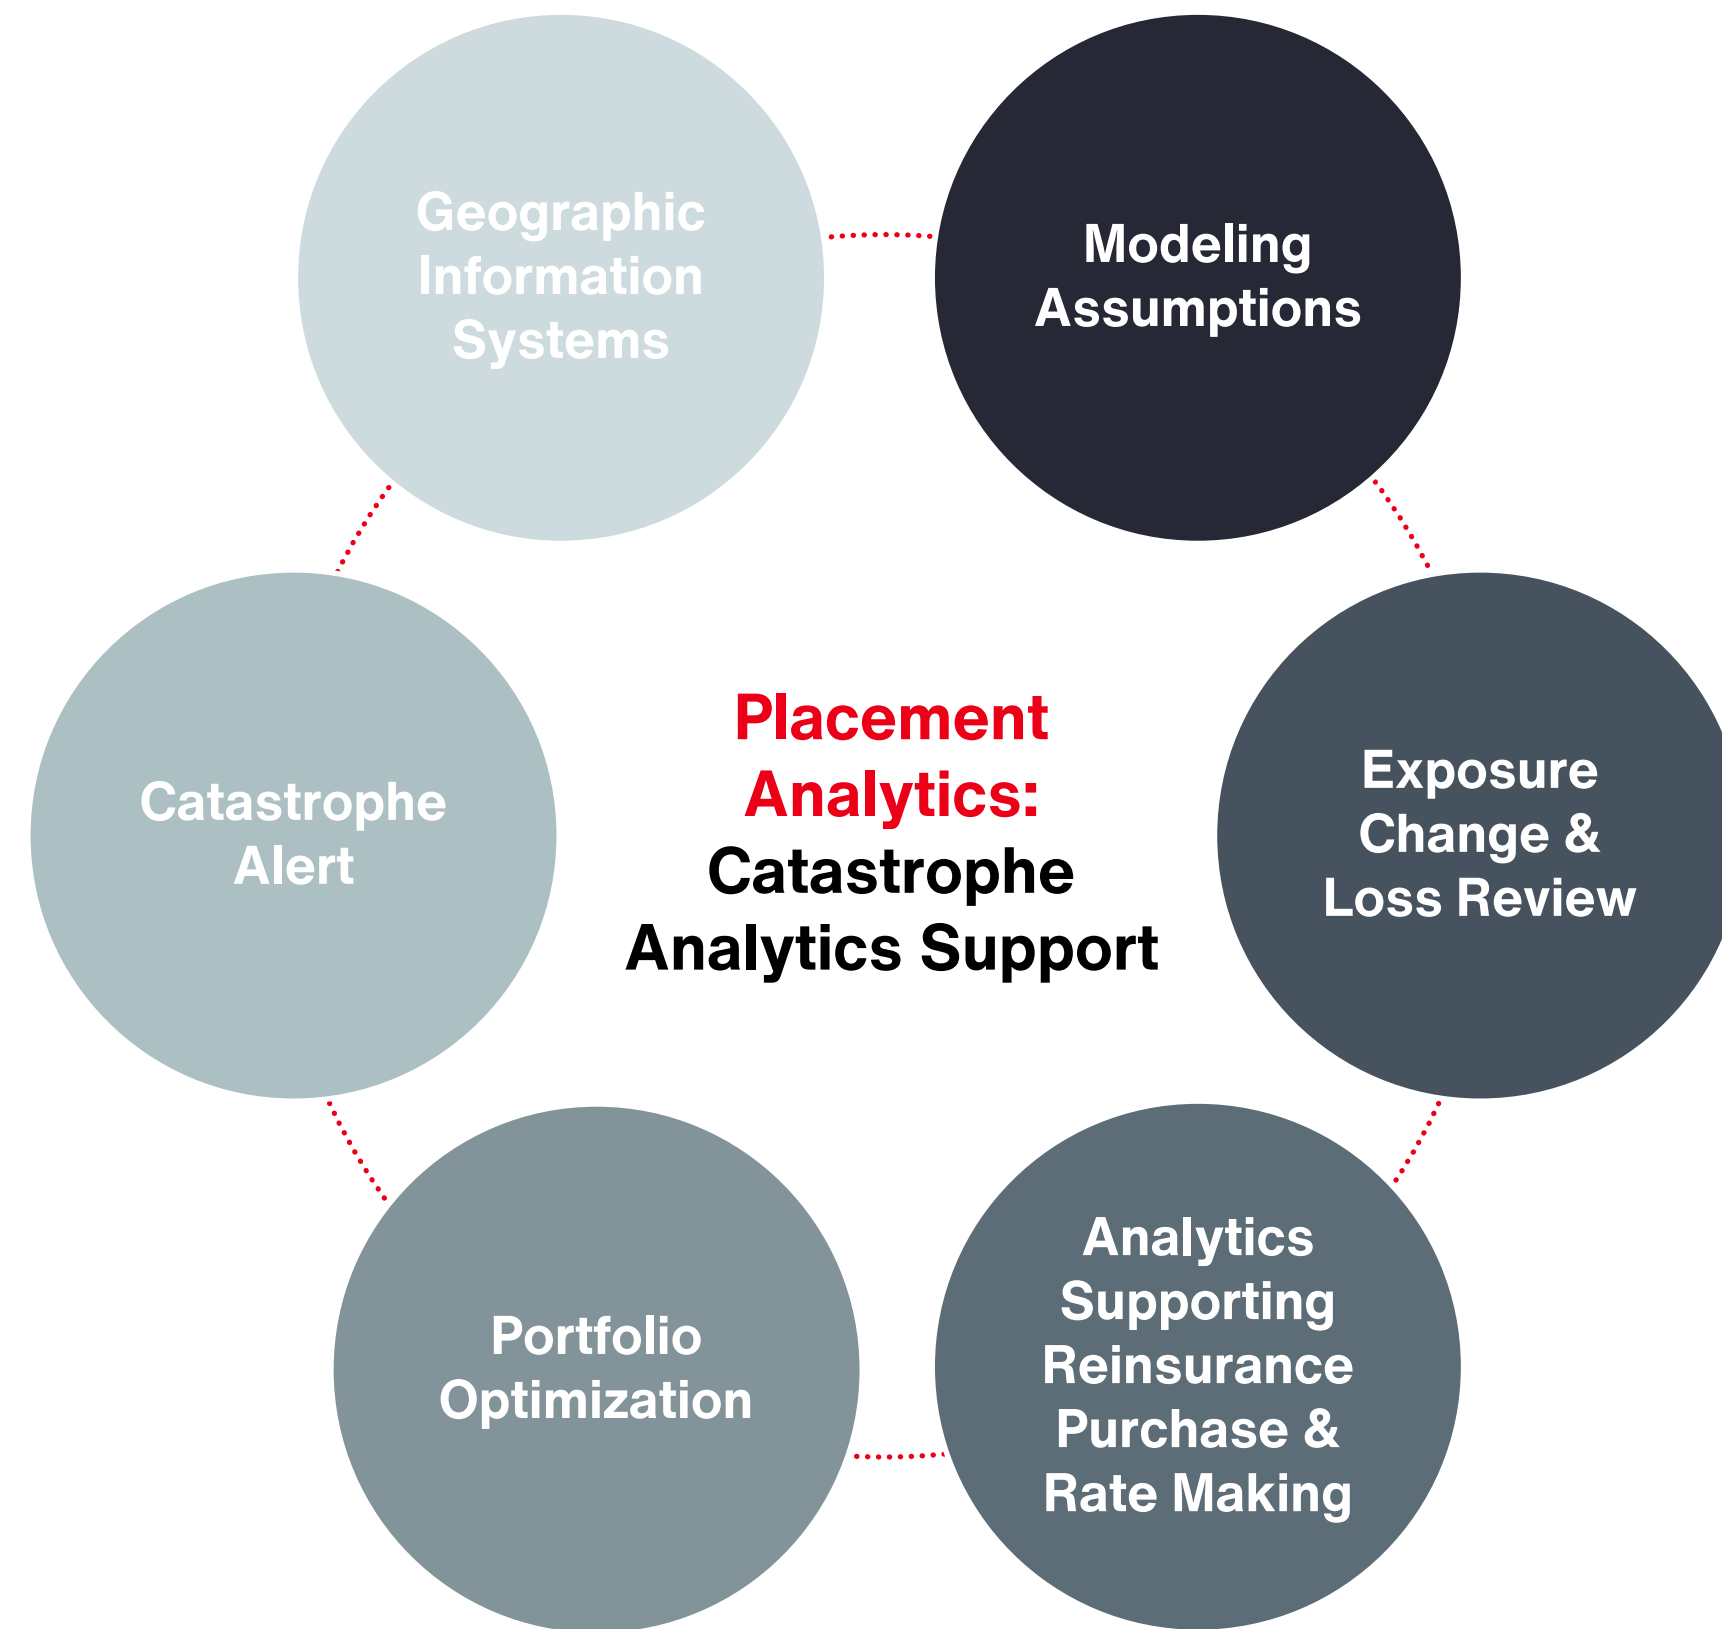 Geographic
Information
Systems
Modeling
Assumptions
Exposure
Change &
Loss Review
Analytics
Supporting
Reinsurance
Purchase &
Rate Making
Portfolio
Optimization
Catastrophe
Alert
Placement
Analytics:
Catastrophe
Analytics Support